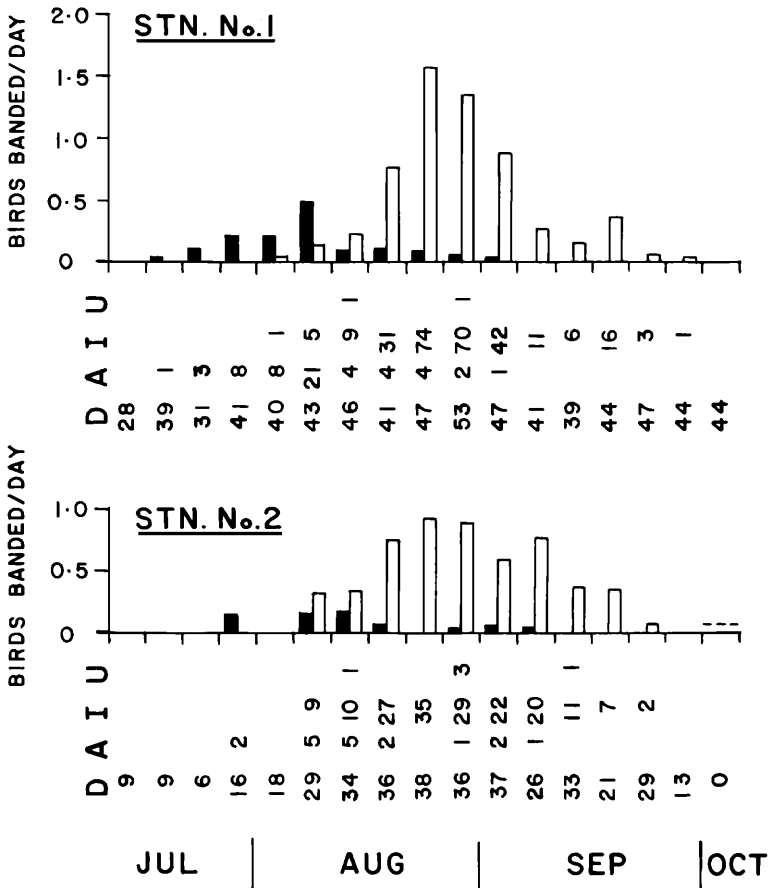 BIRDS BANDED/DAY
STN. No.1
2·0
1·5
1·0
0·5
0
U 1 1
I 1 5 9 31 74 70 42 11 6 16 3 1
A 1 3 8 8 21 4 4 4 2 1
D 28 39 31 41 40 43 46 41 47 53 47 41 39 44 47 44 44
BIRDS BANDED/DAY
STN. No.2
1·0
0·5
0
U 1 3 1
I 9 10 27 35 29 22 20 11 7 2
A 2 5 5 2 1 2 1
D 9 9 6 16 18 29 34 36 38 36 37 26 33 21 29 13 0
JUL AUG SEP OCT